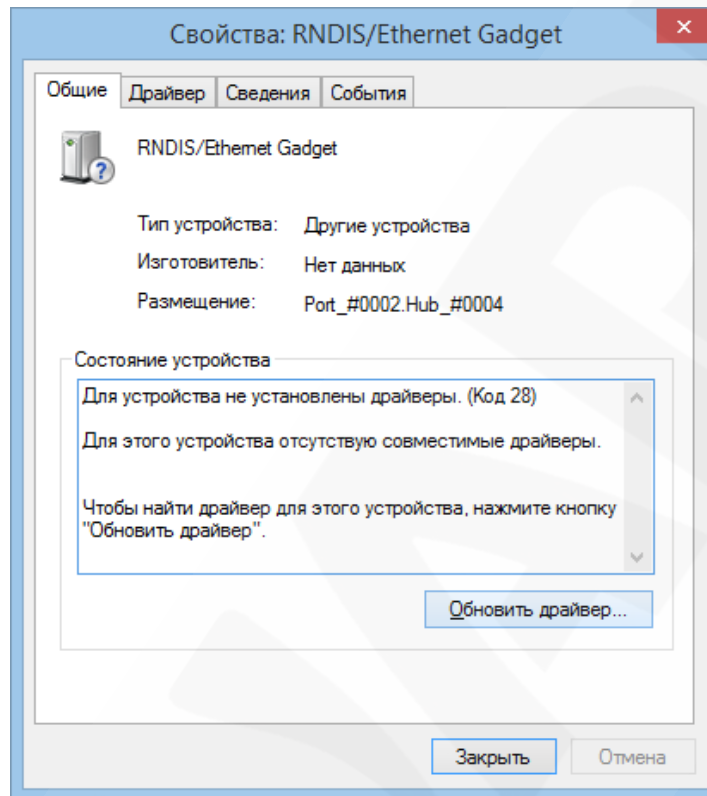 Свойства: RNDIS/Ethernet Gadget
Общие Драйвер Сведения События
RNDIS/Ethernet Gadget
Тип устройства: Другие устройства
Изготовитель: Нет данных
Размещение: Port_#0002.Hub_#0004
Состояние устройства
Для устройства не установлены драйверы. (Код 28)
Для этого устройства отсутствую совместимые драйверы.
Чтобы найти драйвер для этого устройства, нажмите кнопку
"Обновить драйвер".
Обновить драйвер...
Закрыть Отмена